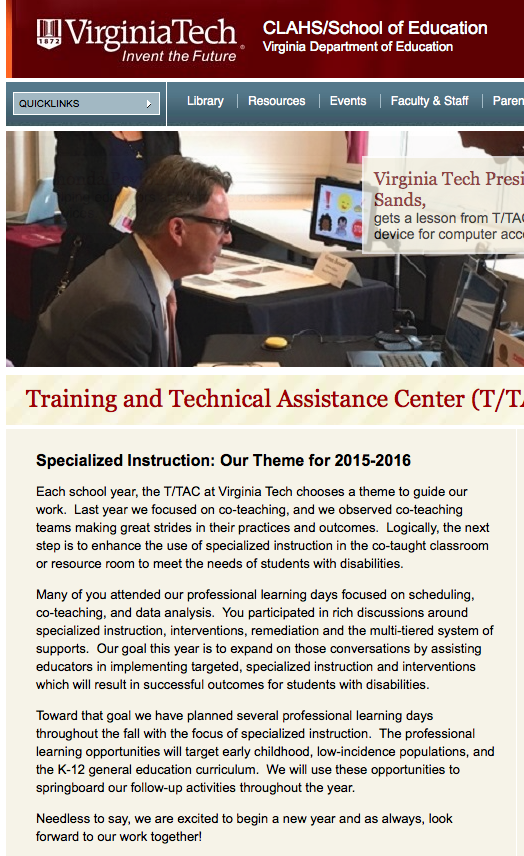 VirginiaTech
1872
Invent the Future
CLAHS/School of Education
Virginia Department of Education
QUICKLINKS
Library
Resources
Events
Faculty & Staff
Paren
Virginia Tech Presi
Sands,
gets a lesson from T/TAC
device for computer acc
STOP
Training and Technical Assistance Center (T/TA
Specialized Instruction: Our Theme for 2015-2016
Each school year, the T/TAC at Virginia Tech chooses a theme to guide our
work. Last year we focused on co-teaching, and we observed co-teaching
teams making great strides in their practices and outcomes. Logically, the next
step is to enhance the use of specialized instruction in the co-taught classroom
or resource room to meet the needs of students with disabilities.
Many of you attended our professional learning days focused on scheduling,
co-teaching, and data analysis. You participated in rich discussions around
specialized instruction, interventions, remediation and the multi-tiered system of
supports. Our goal this year is to expand on those conversations by assisting
educators in implementing targeted, specialized instruction and interventions
which will result in successful outcomes for students with disabilities.
Toward that goal we have planned several professional learning days
throughout the fall with the focus of specialized instruction. The professional
learning opportunities will target early childhood, low-incidence populations, and
the K-12 general education curriculum. We will use these opportunities to
springboard our follow-up activities throughout the year.
Needless to say, we are excited to begin a new year and as always, look
forward to our work together!